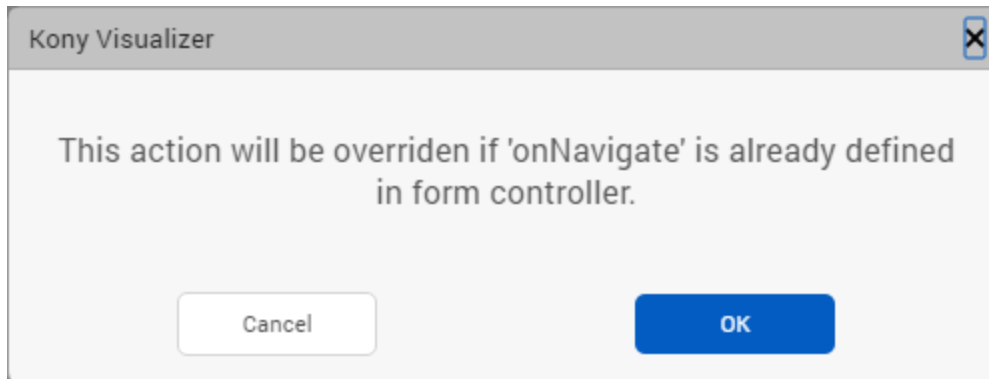 Kony Visualizer
This action will be overriden if 'onNavigate' is already defined
in form controller.
Cancel
OK